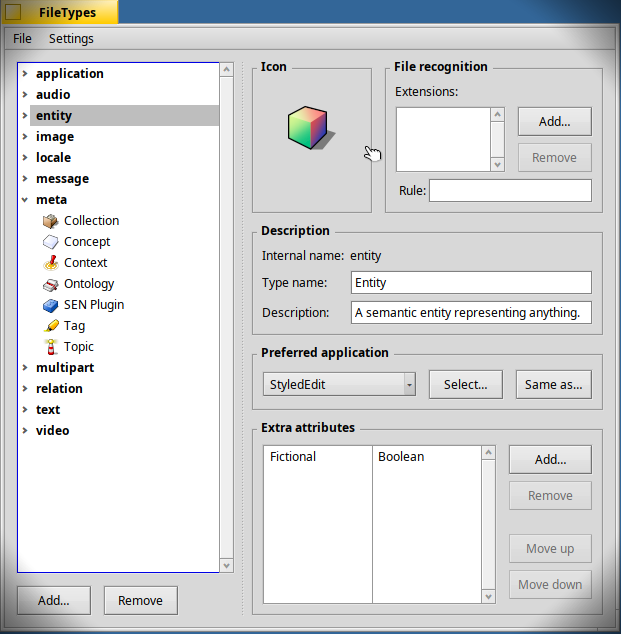 FileTypes
File Settings
application
audio
entity
image
locale
message
meta
Collection
Concept
Context
Ontology
SEN Plugin
Tag
Topic
multipart
relation
text
video
Add...
Remove
Icon
File recognition
Extensions:
Add...
Remove
Rule:
Description
Internal name: entity
Type name: Entity
Description: A semantic entity representing anything.
Preferred application
StyledEdit
Select...
Same as...
Extra attributes
Fictional Boolean
Add...
Remove
Move up
Move down